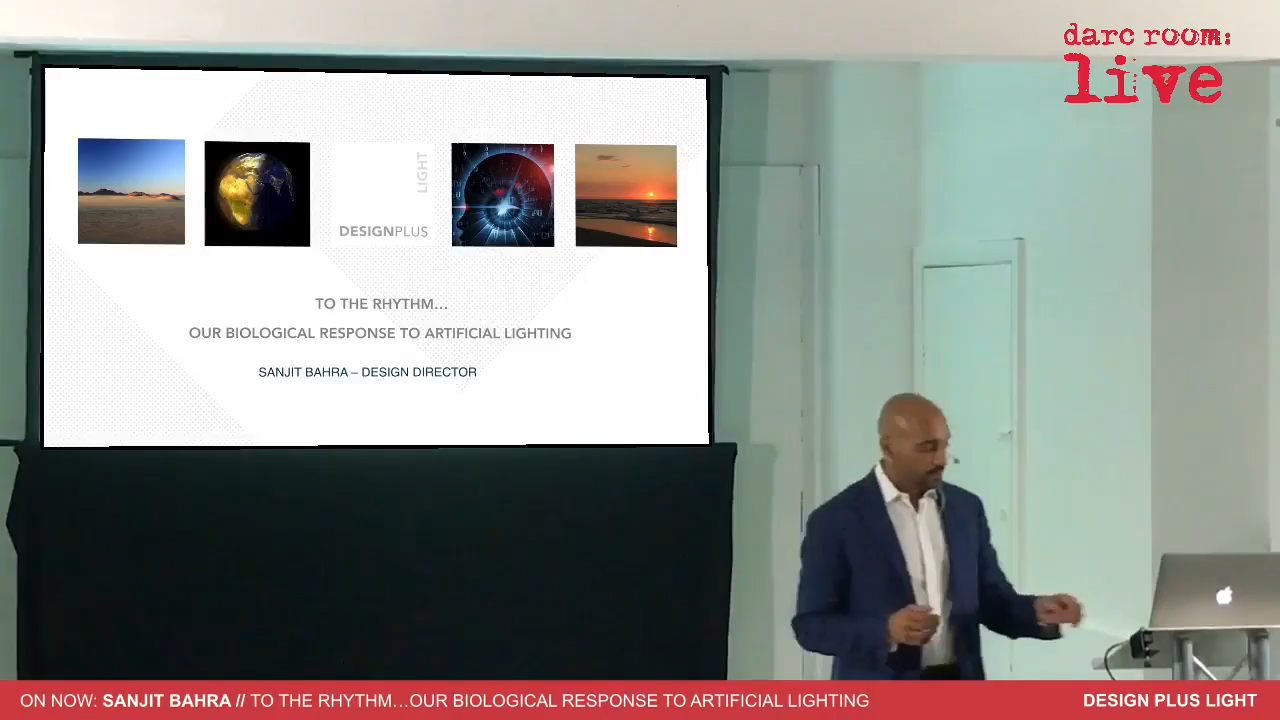 darc room:
live
LIGHT
DESIGNPLUS
TO THE RHYTHM...
OUR BIOLOGICAL RESPONSE TO ARTIFICIAL LIGHTING
SANJIT BAHRA – DESIGN DIRECTOR
ON NOW: SANJIT BAHRA // TO THE RHYTHM...OUR BIOLOGICAL RESPONSE TO ARTIFICIAL LIGHTING
DESIGN PLUS LIGHT